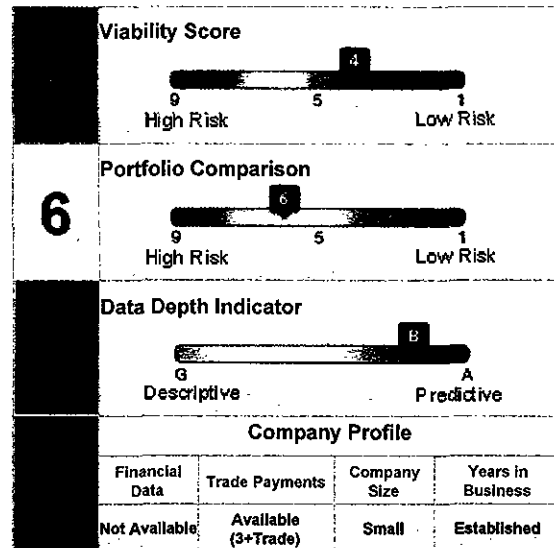 Viability Score
4
9 5 1
High Risk Low Risk
6
Portfolio Comparison
6
9 5 1
High Risk Low Risk
Data Depth Indicator
B
G A
Descriptive Predictive
Company Profile
Financial Data Trade Payments Company Size Years in Business
Not Available Available (3+Trade) Small Established